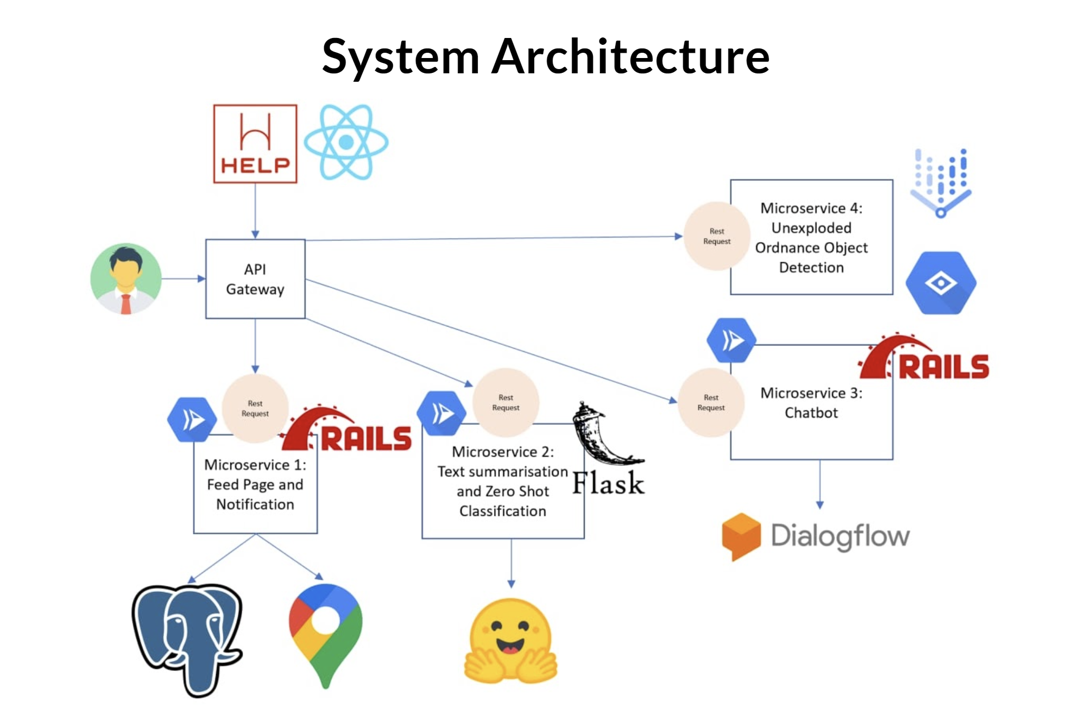 System Architecture
HELP
API
Gateway
Rest
Request
Microservice 4:
Unexploded
Ordnance Object
Detection
Rest
Request
RAILS
Microservice 3:
Chatbot
Dialogflow
Rest
Request
RAILS
Microservice 1:
Feed Page and
Notification
Rest
Request
Flask
Microservice 2:
Text summarisation
and Zero Shot
Classification